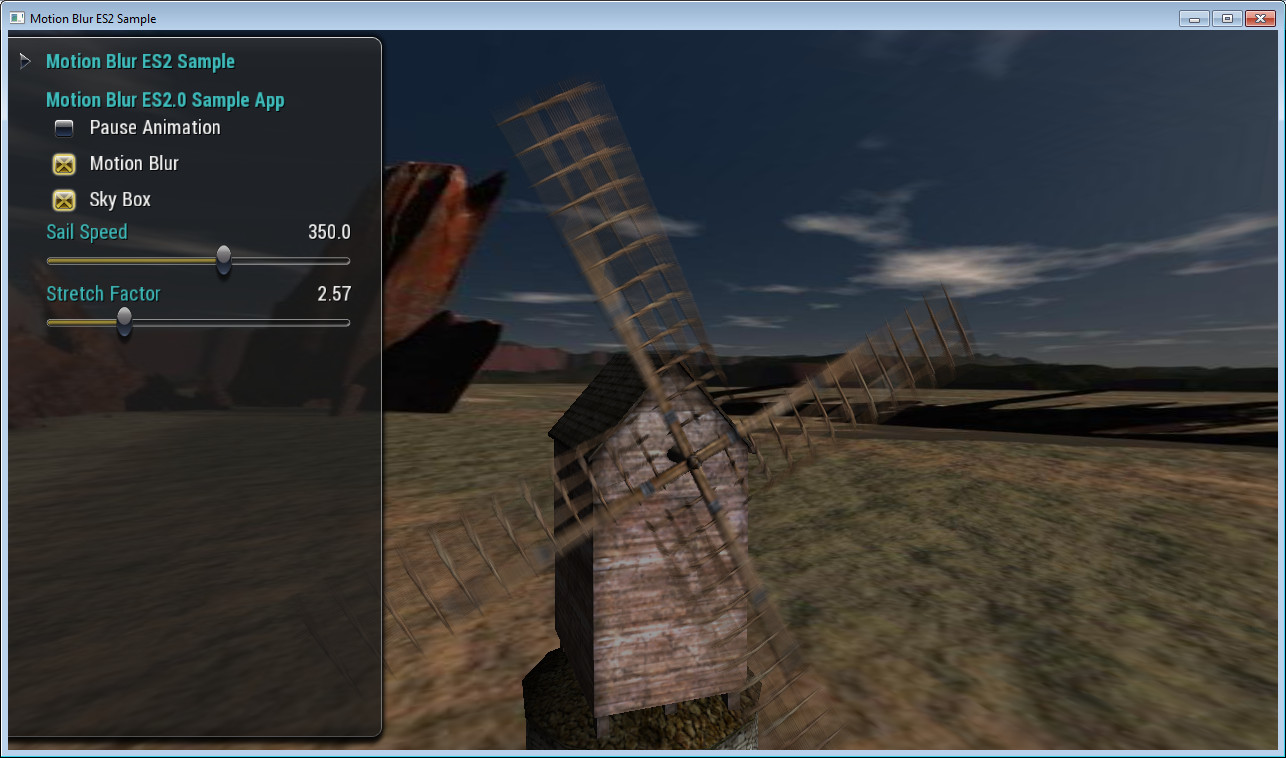 Motion Blur ES2 Sample
Motion Blur ES2 Sample
Motion Blur ES2.0 Sample App
Pause Animation
Motion Blur
Sky Box
Sail Speed 350.0
Stretch Factor 2.57